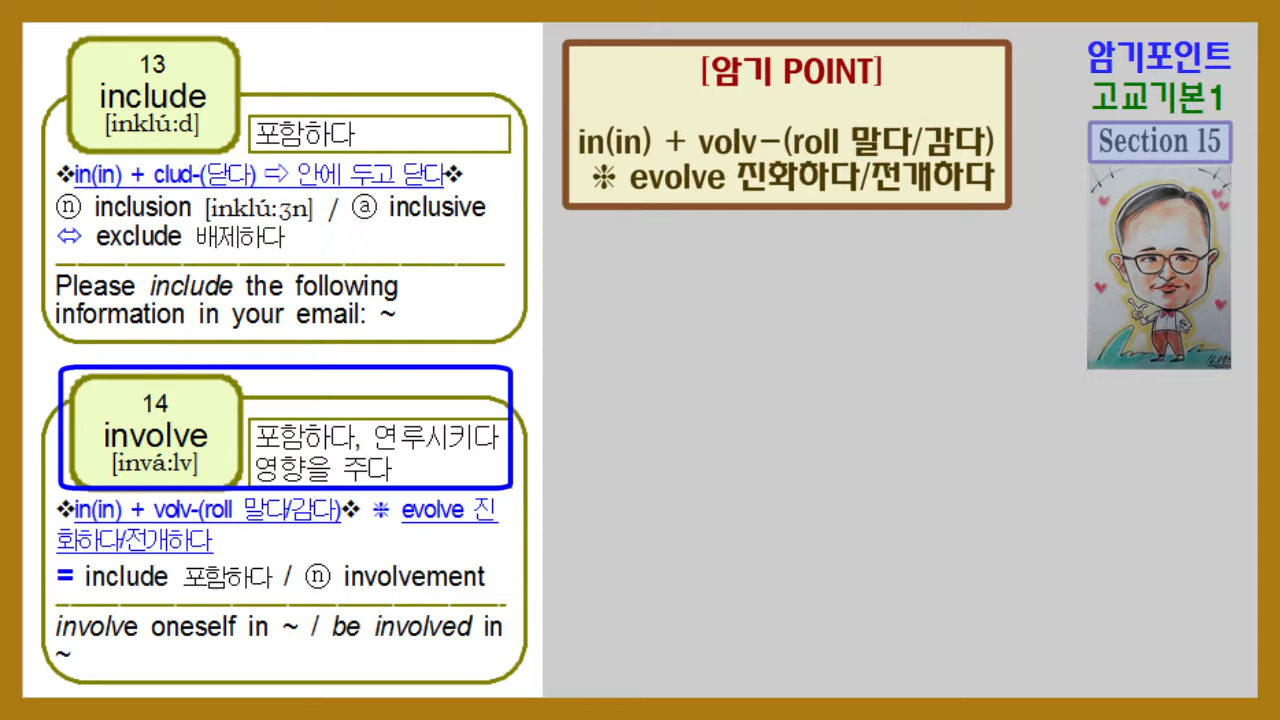 13
include
[inklú:d]
포함하다
❖in(in) + clud-(닫다) ⇨ 안에 두고 닫다❖
ⓝ inclusion [inklú:ʒn] / ⓐ inclusive
⇔ exclude 배제하다
Please include the following
information in your email: ~
14
involve
[invá:lv]
포함하다, 연루시키다
영향을 주다
❖in(in) + volv-(roll 말다/감다)❖ ❈ evolve 진
화하다/전개하다
= include 포함하다 / ⓝ involvement
involve oneself in ~ / be involved in
~
[암기 POINT]
in(in) + volv-(roll 말다/감다)
❈ evolve 진화하다/전개하다
암기포인트
고교기본1
Section 15